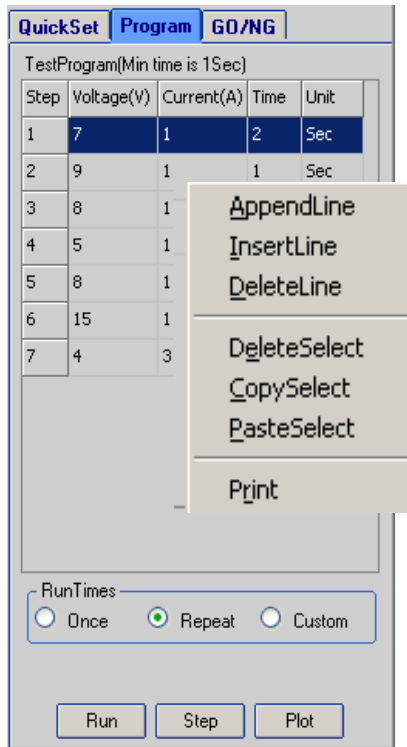 QuickSet Program GO/NG
TestProgram(Min time is 1Sec)
Step Voltage(V) Current(A) Time Unit
1 7 1 2 Sec
2 9 1 1 Sec
3 8 1
4 5 1
5 8 1
6 15 1
7 4 3
AppendLine
InsertLine
DeleteLine
DeleteSelect
CopySelect
PasteSelect
Print
RunTimes
Once Repeat Custom
Run Step Plot